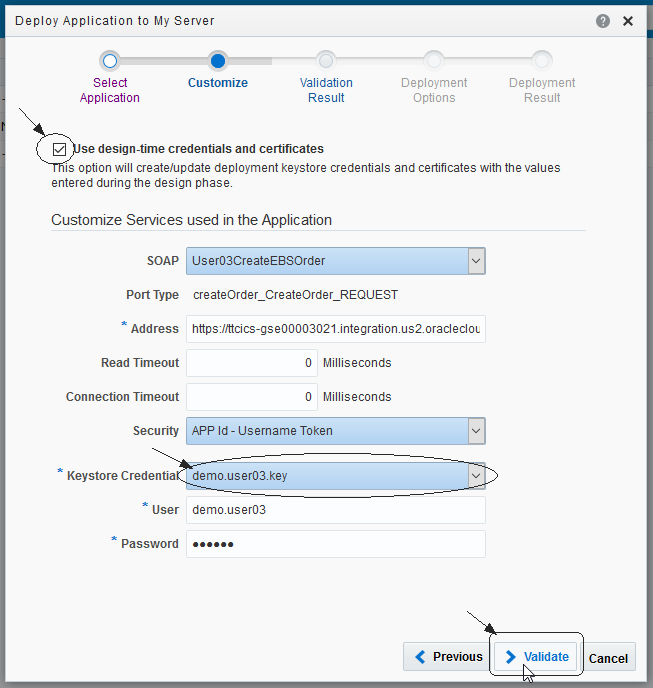 Deploy Application to My Server
Select Application
Customize
Validation Result
Deployment Options
Deployment Result
Use design-time credentials and certificates
This option will create/update deployment keystore credentials and certificates with the values
entered during the design phase.
Customize Services used in the Application
SOAP User03CreateEBSOrder
Port Type createOrder_CreateOrder_REQUEST
* Address https://ttcics-gse00003021.integration.us2.oracleclou
Read Timeout 0 Milliseconds
Connection Timeout 0 Milliseconds
Security APP Id - Username Token
* Keystore Credential demo.user03.key
* User demo.user03
* Password ••••••
Previous Validate Cancel